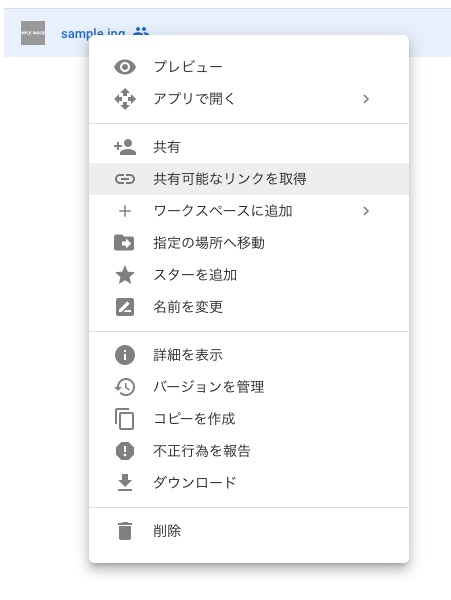 sample.jpg
プレビュー
アプリで開く
共有
共有可能なリンクを取得
ワークスペースに追加
指定の場所へ移動
スターを追加
名前を変更
詳細を表示
バージョンを管理
コピーを作成
不正行為を報告
ダウンロード
削除